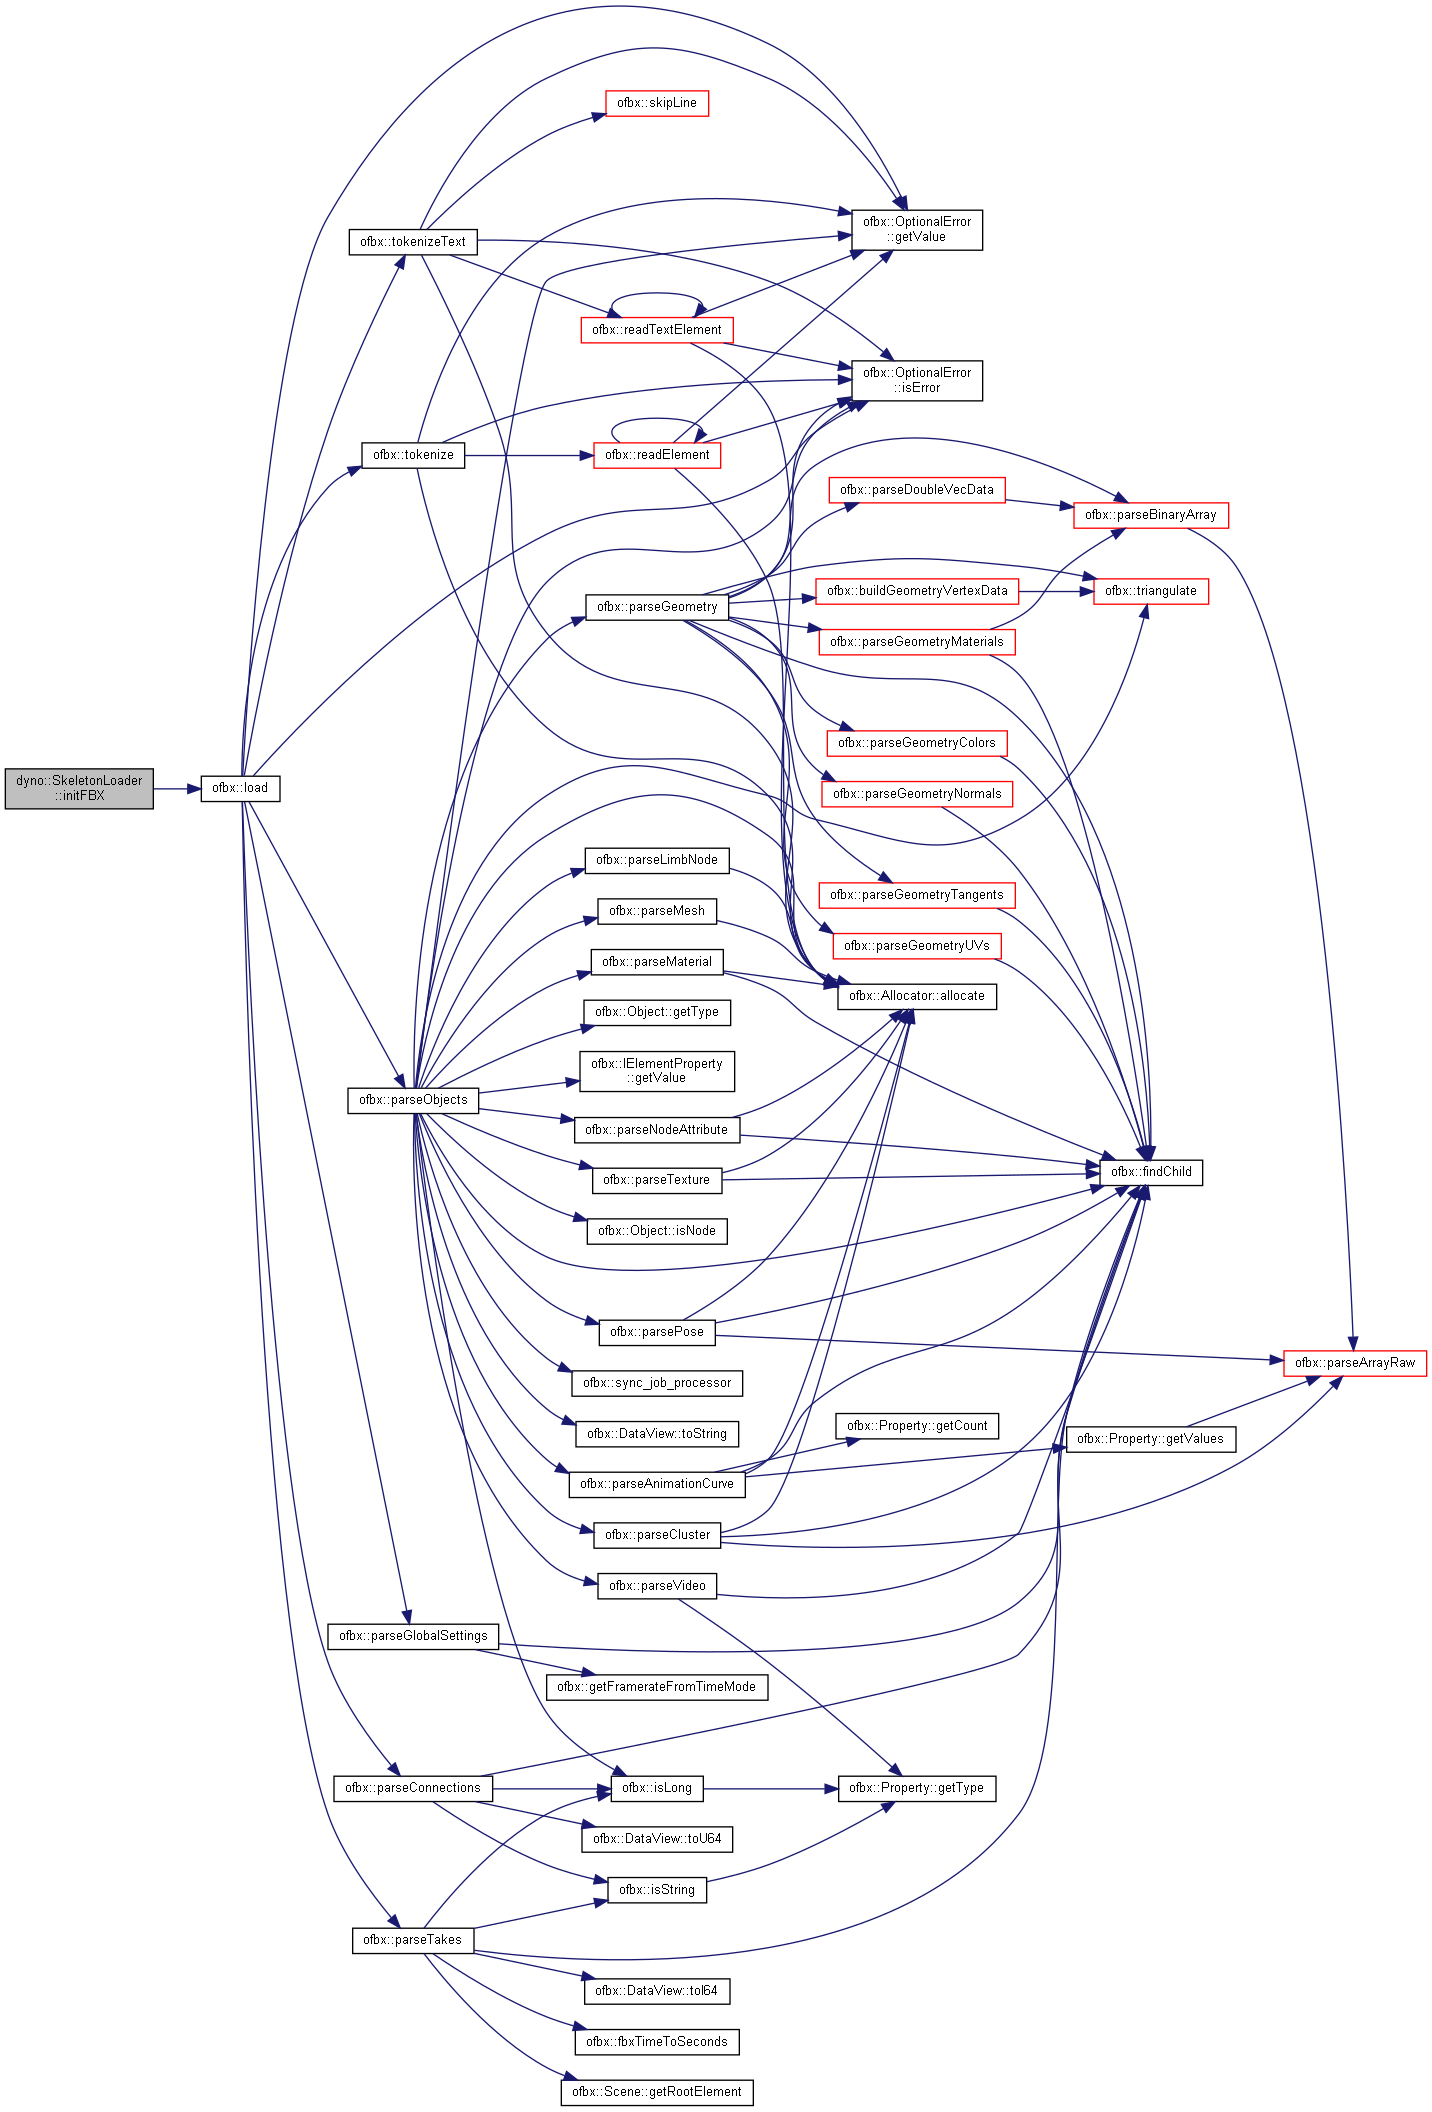 ofbx::skipLine
ofbx::OptionalError
::getValue
ofbx::tokenizeText
ofbx::readTextElement
ofbx::OptionalError
::isError
ofbx::tokenize
ofbx::readElement
ofbx::parseDoubleVecData
ofbx::parseBinaryArray
ofbx::buildGeometryVertexData
ofbx::triangulate
ofbx::parseGeometry
ofbx::parseGeometryMaterials
ofbx::parseGeometryColors
dyno::SkeletonLoader
::initFBX
ofbx::load
ofbx::parseGeometryNormals
ofbx::parseLimbNode
ofbx::parseGeometryTangents
ofbx::parseMesh
ofbx::parseGeometryUVs
ofbx::parseMaterial
ofbx::Allocator::allocate
ofbx::Object::getType
ofbx::IElementProperty
::getValue
ofbx::parseObjects
ofbx::parseNodeAttribute
ofbx::findChild
ofbx::parseTexture
ofbx::Object::isNode
ofbx::parsePose
ofbx::parseArrayRaw
ofbx::sync_job_processor
ofbx::Property::getCount
ofbx::DataView::toString
ofbx::Property::getValues
ofbx::parseAnimationCurve
ofbx::parseCluster
ofbx::parseVideo
ofbx::parseGlobalSettings
ofbx::getFramerateFromTimeMode
ofbx::parseConnections
ofbx::isLong
ofbx::Property::getType
ofbx::DataView::toU64
ofbx::isString
ofbx::parseTakes
ofbx::DataView::toI64
ofbx::fbxTimeToSeconds
ofbx::Scene::getRootElement